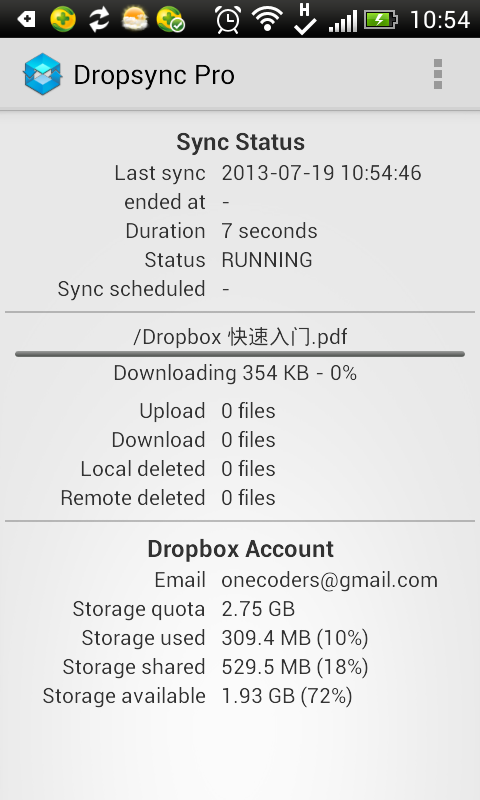 H
10:54
Dropsync Pro
Sync Status
Last sync 2013-07-19 10:54:46
ended at -
Duration 7 seconds
Status RUNNING
Sync scheduled -
/Dropbox 快速入门.pdf
Downloading 354 KB - 0%
Upload 0 files
Download 0 files
Local deleted 0 files
Remote deleted 0 files
Dropbox Account
Email onecoders@gmail.com
Storage quota 2.75 GB
Storage used 309.4 MB (10%)
Storage shared 529.5 MB (18%)
Storage available 1.93 GB (72%)